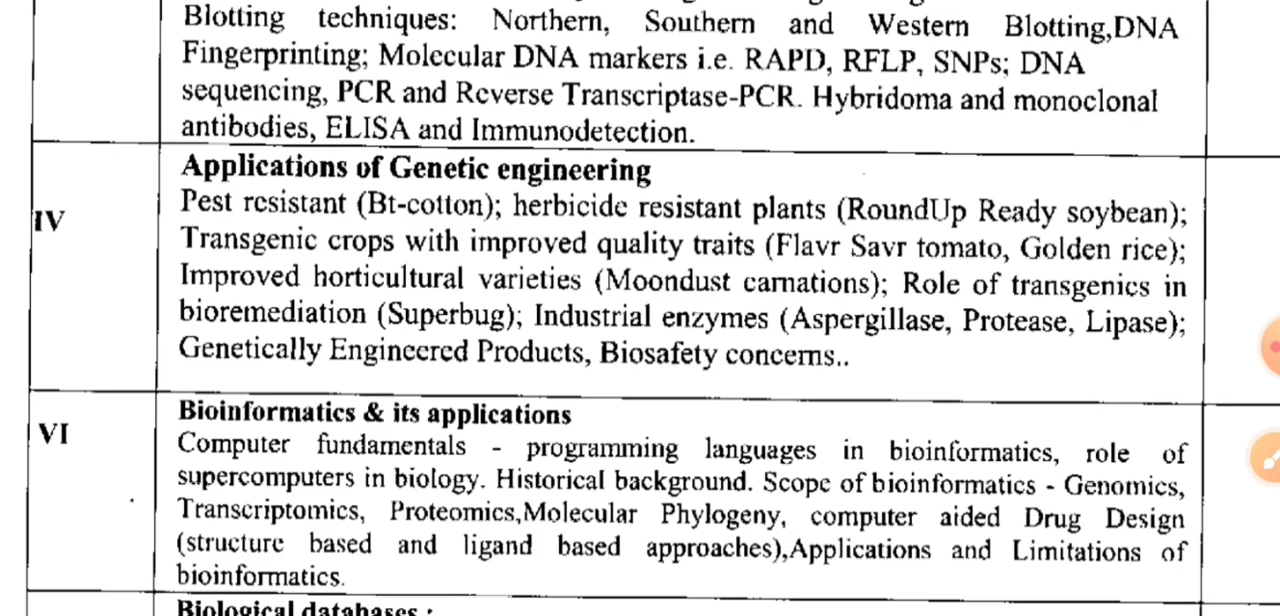 Blotting techniques: Northern, Southern and Western Blotting,DNA
Fingerprinting; Molecular DNA markers i.e. RAPD, RFLP, SNPs; DNA
sequencing, PCR and Reverse Transcriptase-PCR. Hybridoma and monoclonal
antibodies, ELISA and Immunodetection.
Applications of Genetic engineering
IV
Pest resistant (Bt-cotton); herbicide resistant plants (RoundUp Ready soybean);
Transgenic crops with improved quality traits (Flavr Savr tomato, Golden rice);
Improved horticultural varieties (Moondust carnations); Role of transgenics in
bioremediation (Superbug); Industrial enzymes (Aspergillase, Protease, Lipase);
Genetically Engineered Products, Biosafety concerns..
Bioinformatics & its applications
VI
Computer fundamentals - programming languages in bioinformatics, role of
supercomputers in biology. Historical background. Scope of bioinformatics - Genomics,
Transcriptomics, Proteomics,Molecular Phylogeny, computer aided Drug Design
(structure based and ligand based approaches),Applications and Limitations of
bioinformatics.
Biological databases :